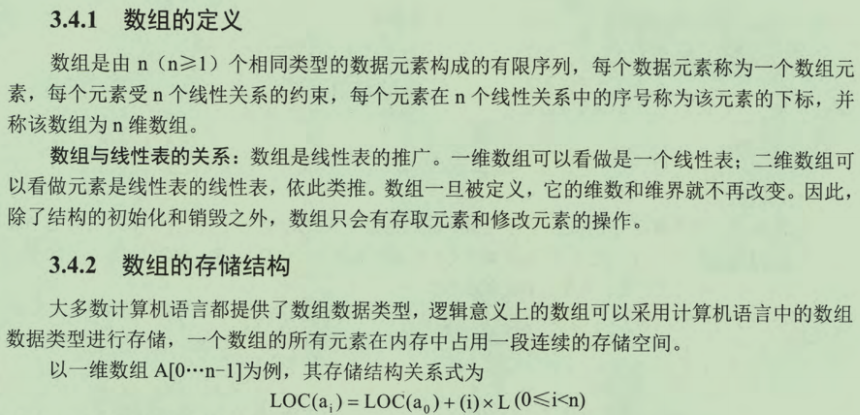 3.4.1 数组的定义
数组是由 n（n≥1）个相同类型的数据元素构成的有限序列，每个数据元素称为一个数组元
素，每个元素受 n 个线性关系的约束，每个元素在 n 个线性关系中的序号称为该元素的下标，并
称该数组为 n 维数组。
数组与线性表的关系：数组是线性表的推广。一维数组可以看做是一个线性表；二维数组可
以看做元素是线性表的线性表，依此类推。数组一旦被定义，它的维数和维界就不再改变。因此，
除了结构的初始化和销毁之外，数组只会有存取元素和修改元素的操作。
3.4.2 数组的存储结构
大多数计算机语言都提供了数组数据类型，逻辑意义上的数组可以采用计算机语言中的数组
数据类型进行存储，一个数组的所有元素在内存中占用一段连续的存储空间。
以一维数组 A[0⋯n-1]为例，其存储结构关系式为
LOC(aᵢ) = LOC(a₀) + (i) × L (0≤i<n)